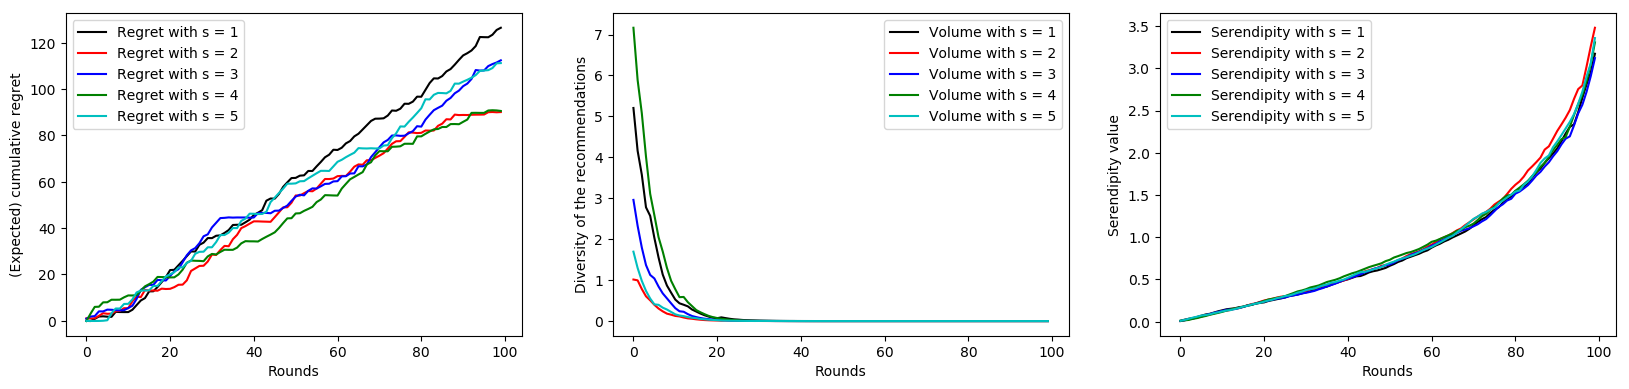 (Expected) cumulative regret
120
100
80
60
40
20
0
Regret with s = 1
Regret with s = 2
Regret with s = 3
Regret with s = 4
Regret with s = 5
0 20 40 60 80 100
Rounds
Diversity of the recommendations
7
6
5
4
3
2
1
0
Volume with s = 1
Volume with s = 2
Volume with s = 3
Volume with s = 4
Volume with s = 5
0 20 40 60 80 100
Rounds
Serendipity value
3.5
3.0
2.5
2.0
1.5
1.0
0.5
0.0
Serendipity with s = 1
Serendipity with s = 2
Serendipity with s = 3
Serendipity with s = 4
Serendipity with s = 5
0 20 40 60 80 100
Rounds